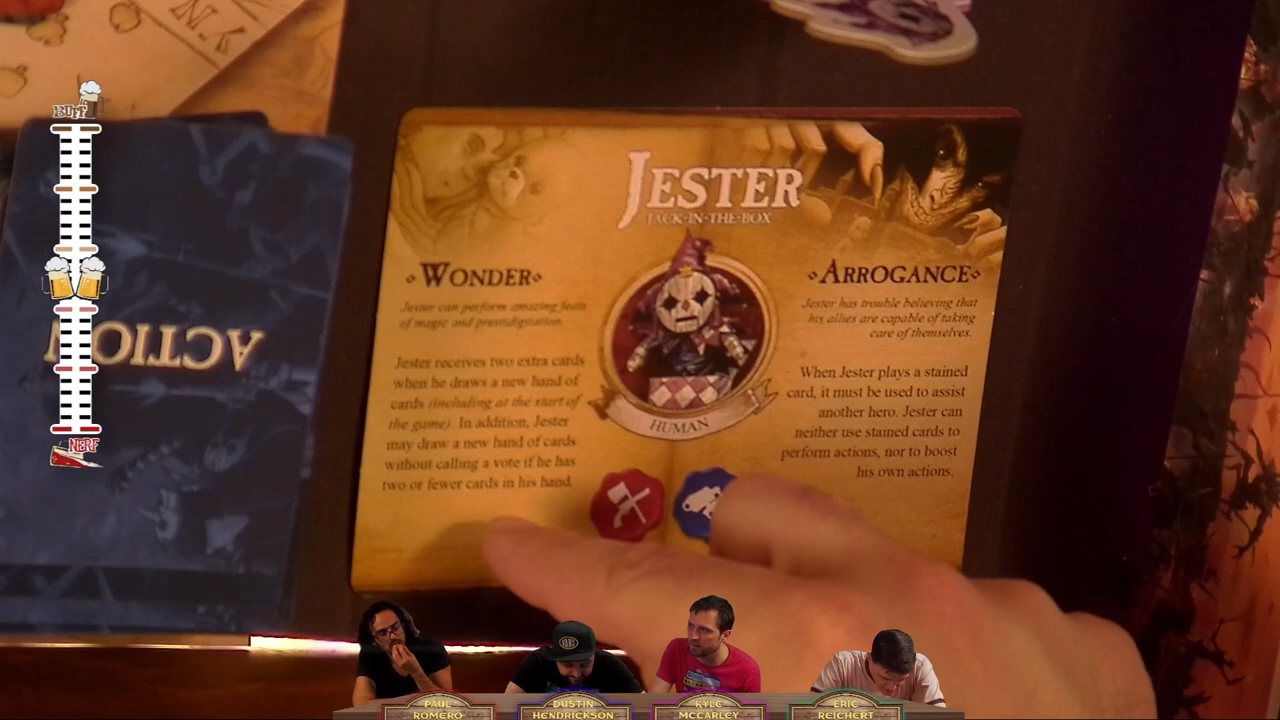 N.K
BUFF
NERF
ACTION
JESTER
JACK-IN-THE-BOX
WONDER
Jester can perform amazing feats
of magic and prestidigitation.
Jester receives two extra cards
when he draws a new hand of
cards (including at the start of
the game). In addition, Jester
may draw a new hand of cards
without calling a vote if he has
two or fewer cards in his hand.
HUMAN
ARROGANCE
Jester has trouble believing that
his allies are capable of taking
care of themselves.
When Jester plays a stained
card, it must be used to assist
another hero. Jester can
neither use stained cards to
perform actions, nor to boost
his own actions.
PAUL
ROMERO
DUSTIN
HENDRICKSON
KYLE
MCCARLEY
ERIC
REICHERT